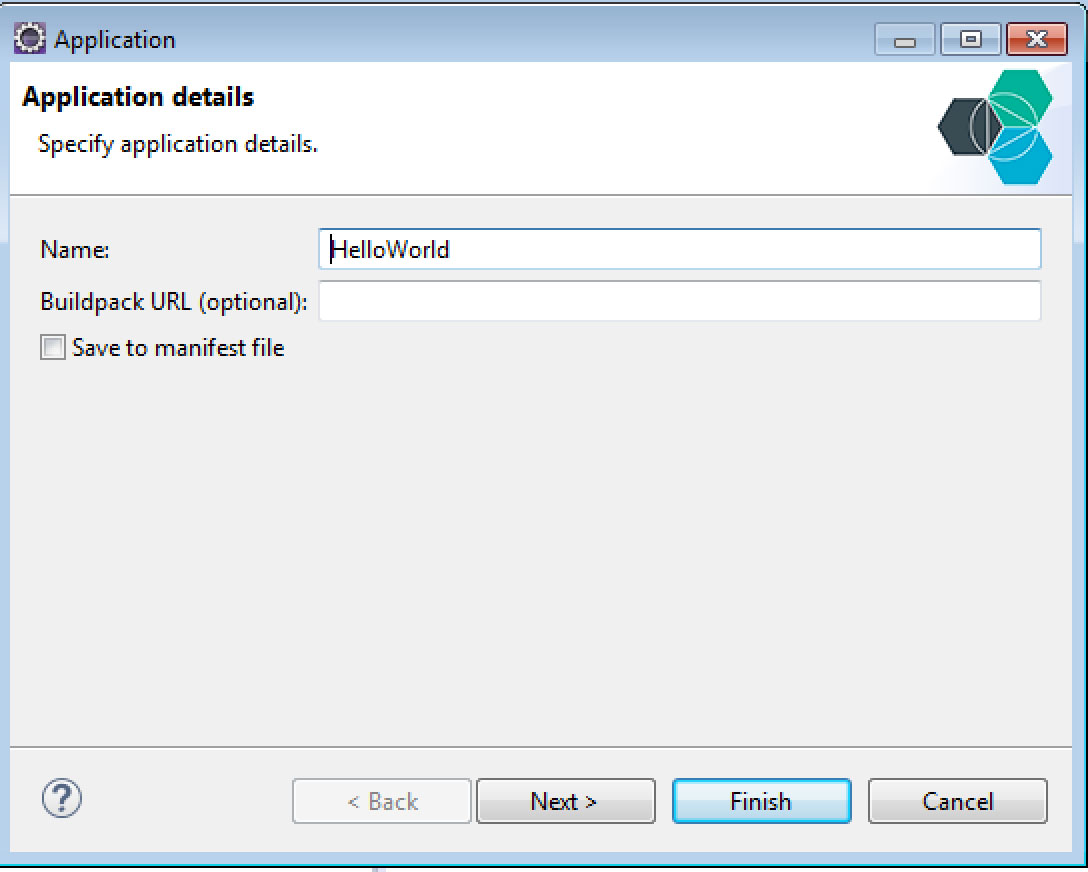 Application
Application details
Specify application details.
Name: HelloWorld
Buildpack URL (optional):
Save to manifest file
? < Back Next > Finish Cancel